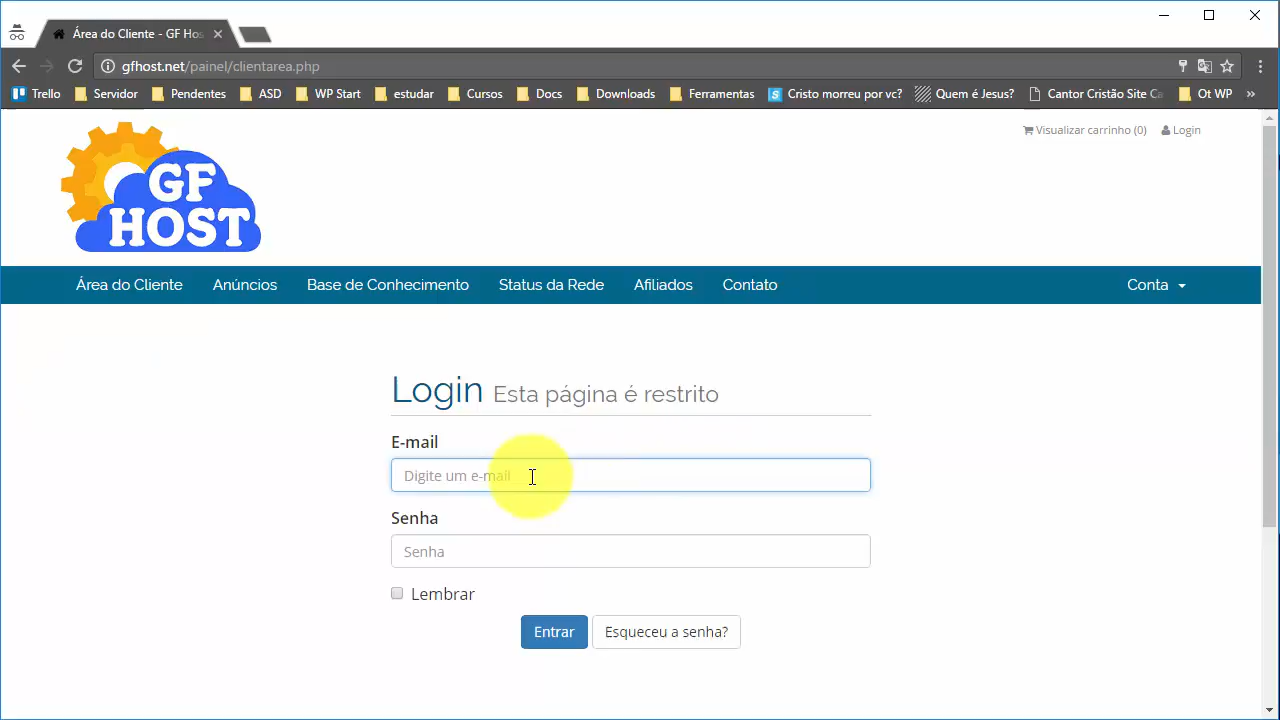 Área do Cliente - GF Hos
gfhost.net/painel/clientarea.php
Trello Servidor Pendentes ASD WP Start estudar Cursos Docs Downloads Ferramentas Cristo morreu por vc? Quem é Jesus? Cantor Cristão Site Ca Ot WP »
Visualizar carrinho (0) Login
GF
HOST
Área do Cliente Anúncios Base de Conhecimento Status da Rede Afiliados Contato Conta
Login Esta página é restrito
E-mail
Digite um e-mail
Senha
Senha
Lembrar
Entrar Esqueceu a senha?